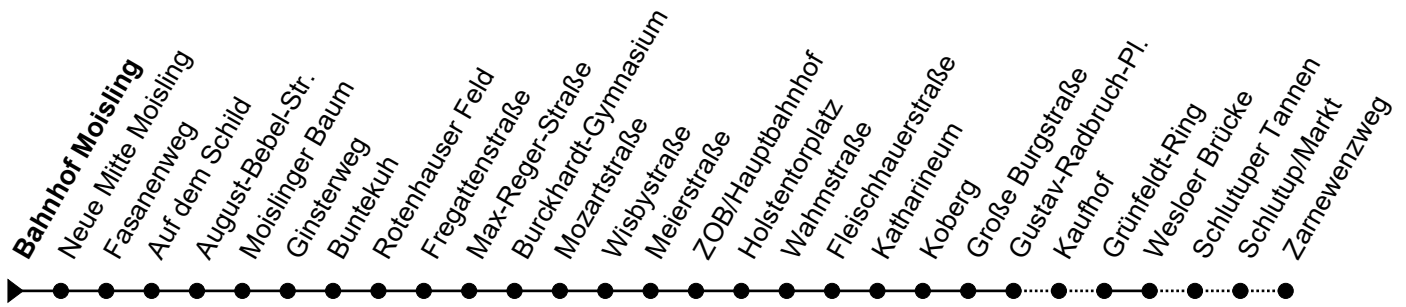 Bahnhof Moisling
Neue Mitte Moisling
Fasanenweg
Auf dem Schild
August-Bebel-Str.
Moislinger Baum
Ginsterweg
Buntekuh
Rotenhauser Feld
Fregattenstraße
Max-Reger-Straße
Burckhardt-Gymnasium
Mozartstraße
Wisbystraße
Meierstraße
ZOB/Hauptbahnhof
Holstentorplatz
Wahmstraße
Fleischhauerstraße
Katharineum
Koberg
Große Burgstraße
Gustav-Radbruch-Pl.
Kaufhof
Grünfeldt-Ring
Wesloer Brücke
Schlutuper Tannen
Schlutup/Markt
Zarnewenzweg